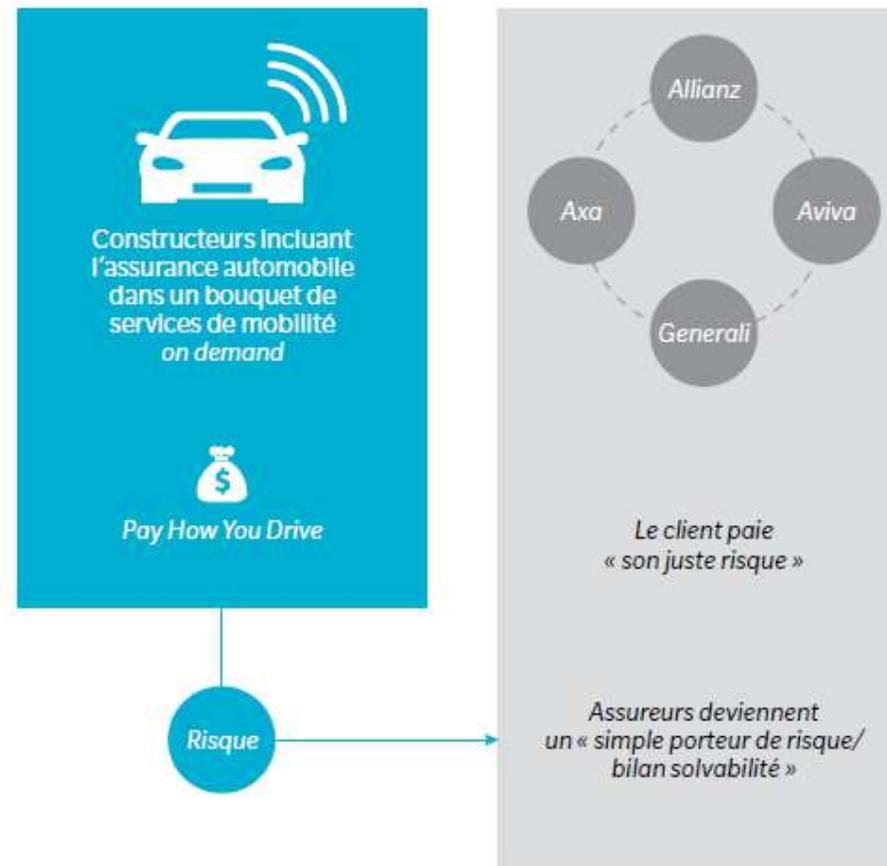 Constructeurs incluant
l'assurance automobile
dans un bouquet de
services de mobilité
on demand
$
Pay How You Drive
Risque
Allianz
Axa
Aviva
Generali
Le client paie
« son juste risque »
Assureurs deviennent
un « simple porteur de risque/
bilan solvabilité »